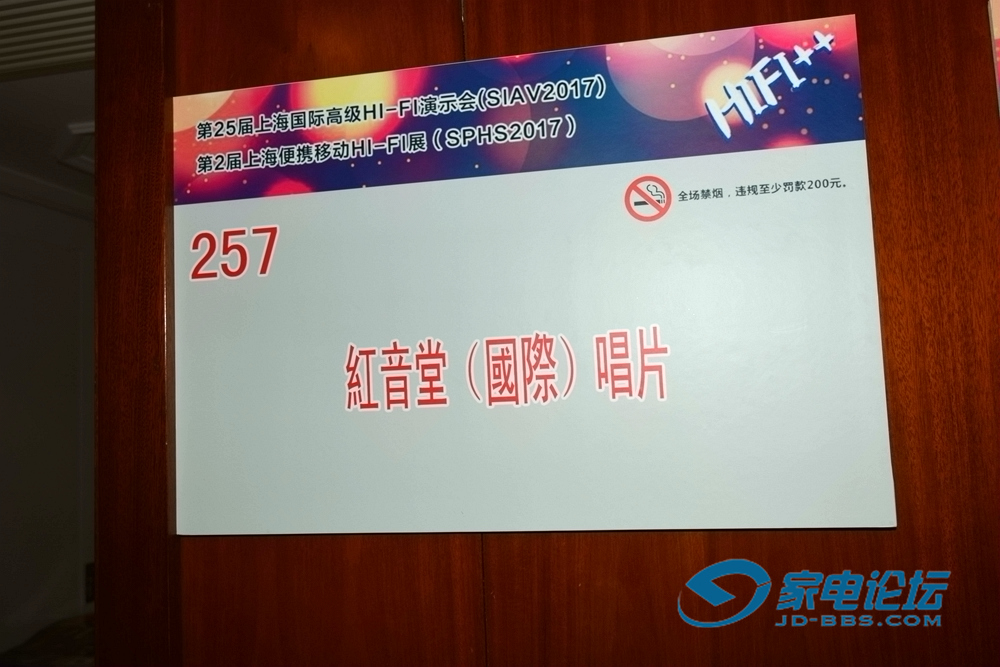 第25届上海国际高级HI-FI演示会(SIAV2017)
第2届上海便携移动HI-FI展(SPHS2017)
HIFI++
全场禁烟，违规至少罚款200元。
257
紅音堂（國際）唱片
家电论坛
JD-BBS.COM